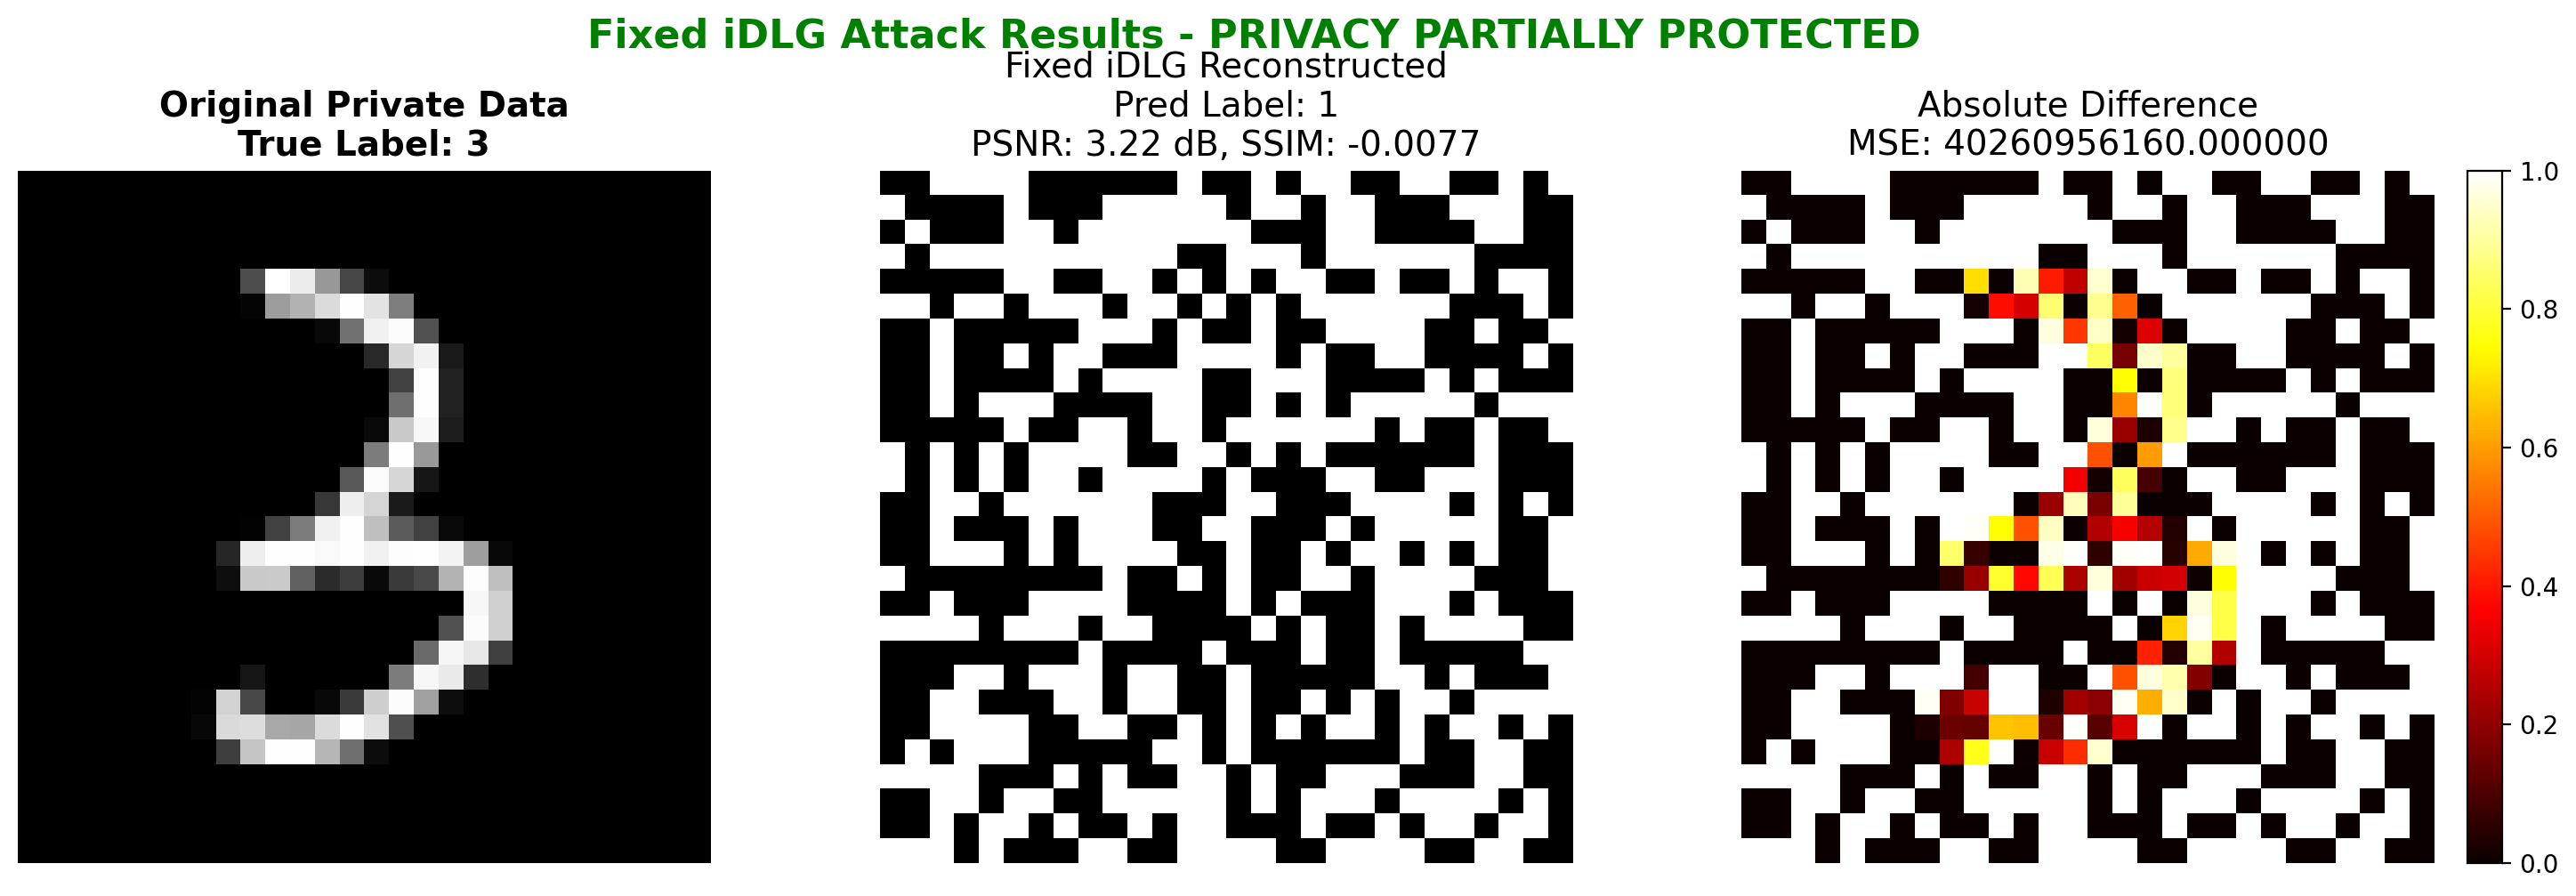 Fixed iDLG Attack Results - PRIVACY PARTIALLY PROTECTED
Original Private Data
True Label: 3
Fixed iDLG Reconstructed
Pred Label: 1
PSNR: 3.22 dB, SSIM: -0.0077
Absolute Difference
MSE: 40260956160.000000
1.0
0.8
0.6
0.4
0.2
0.0